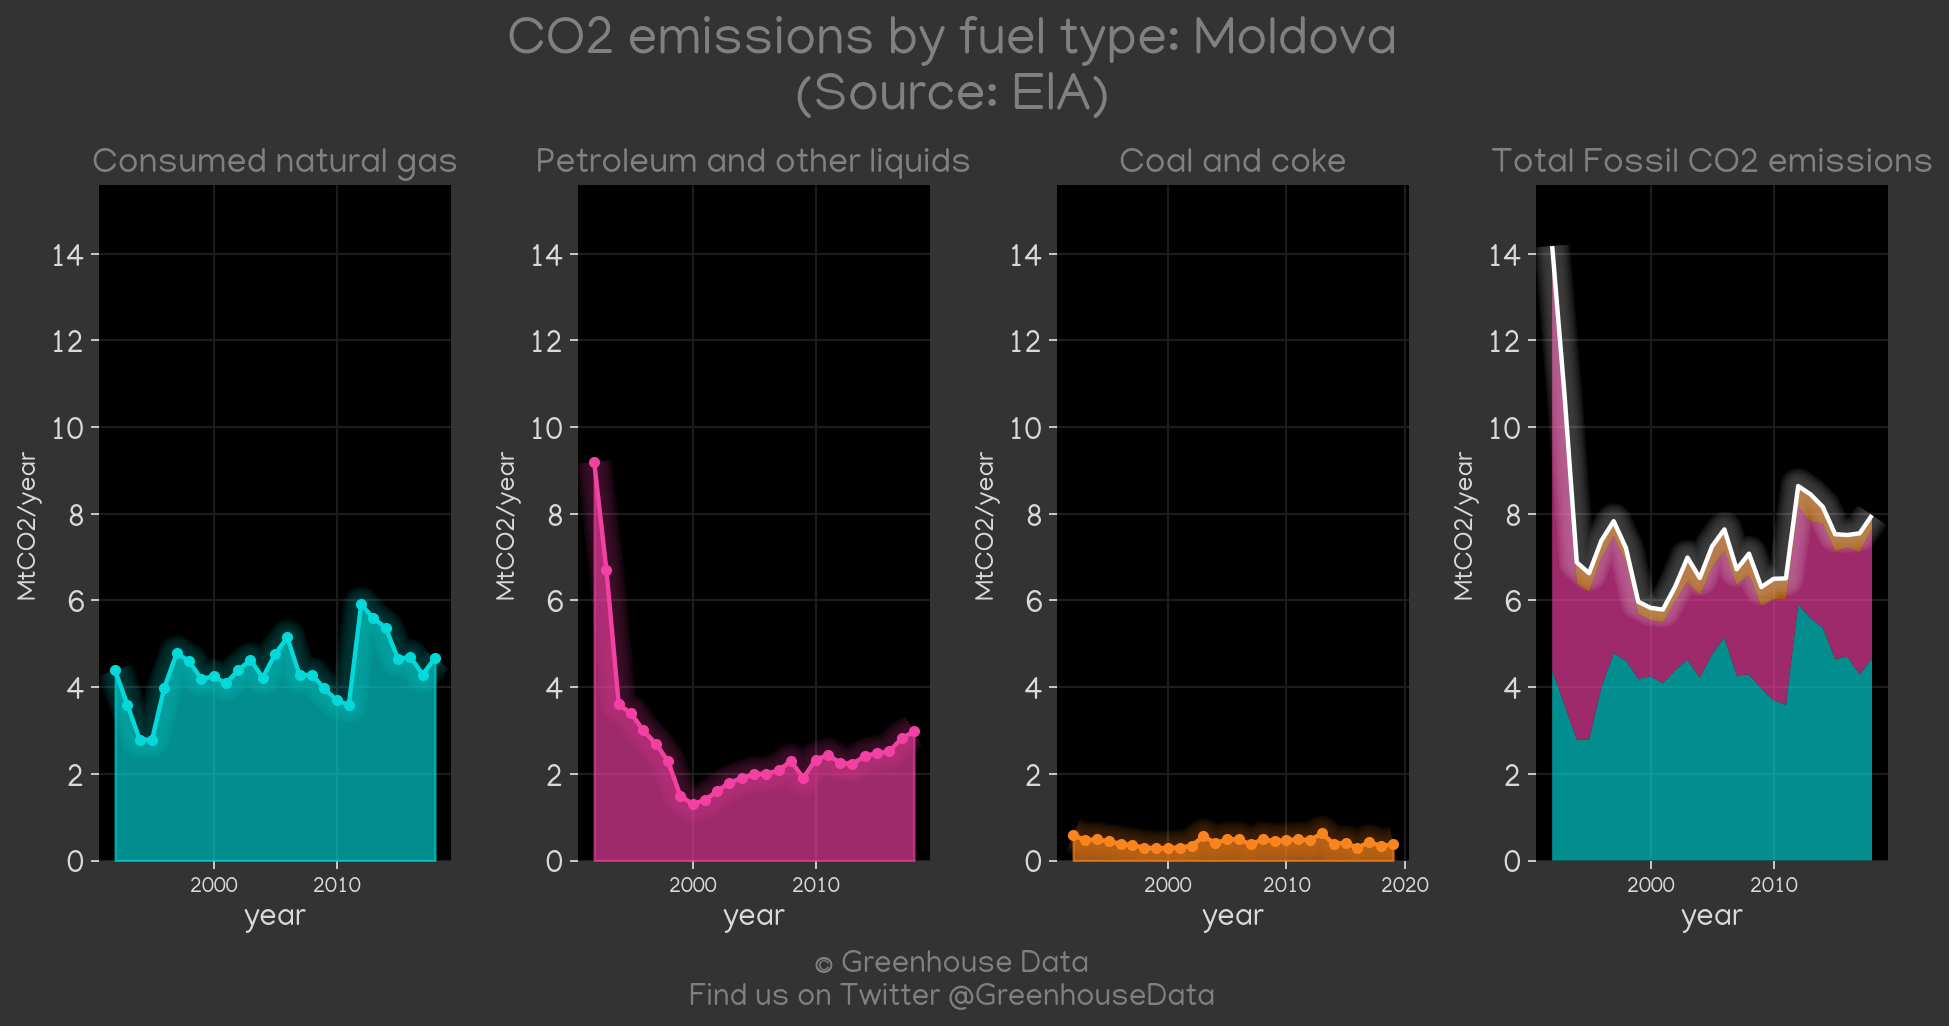 CO2 emissions by fuel type: Moldova
(Source: EIA)
Consumed natural gas
Petroleum and other liquids
Coal and coke
Total Fossil CO2 emissions
MtCO2/year
14
12
10
8
6
4
2
0
2000
2010
year
MtCO2/year
14
12
10
8
6
4
2
0
2000
2010
year
MtCO2/year
14
12
10
8
6
4
2
0
2000
2010
2020
year
MtCO2/year
14
12
10
8
6
4
2
0
2000
2010
year
© Greenhouse Data
Find us on Twitter @GreenhouseData